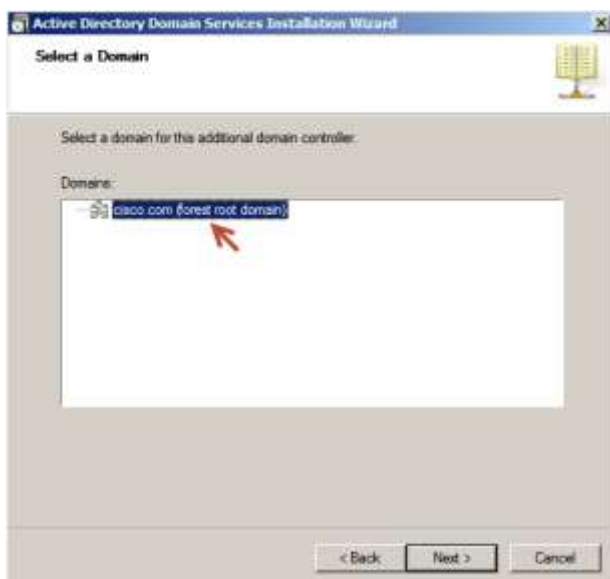 Active Directory Domain Services Installation Wizard
Select a Domain
Select a domain for this additional domain controller.
Domains:
cisco.com (forest root domain)
< Back
Next >
Cancel